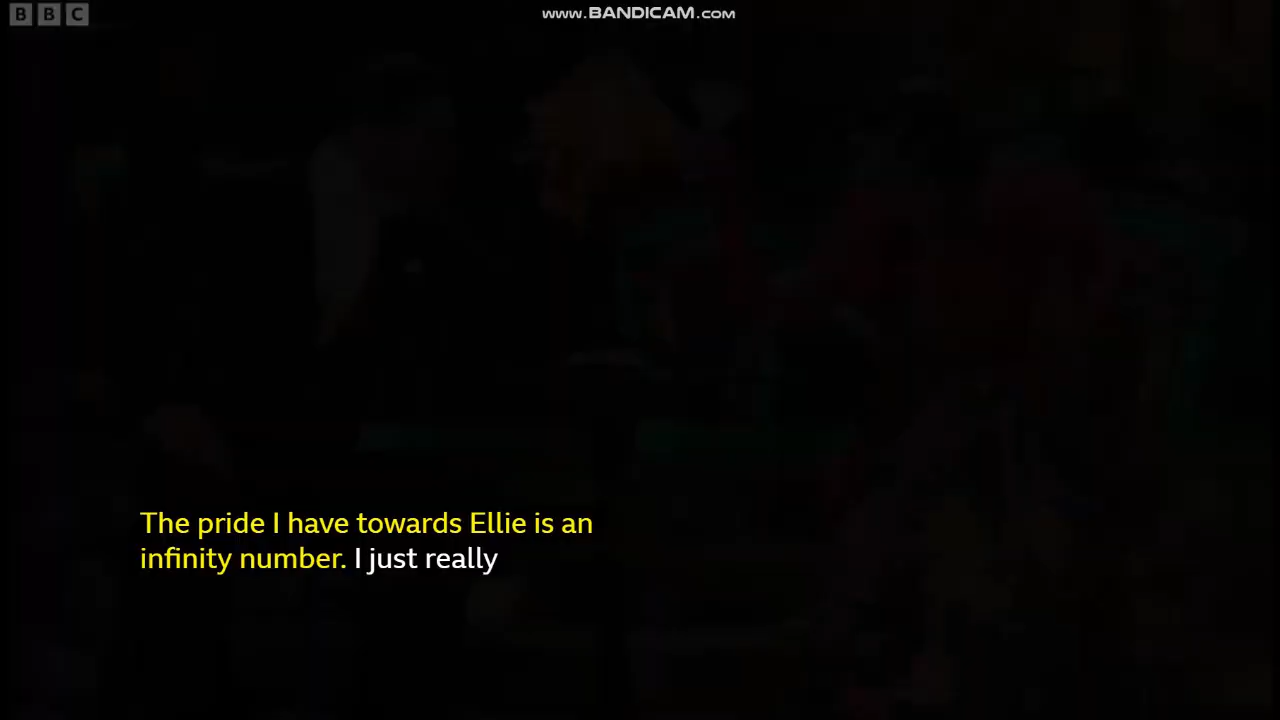 BBC
www.BANDICAM.COM
The pride I have towards Ellie is an
infinity number. I just really